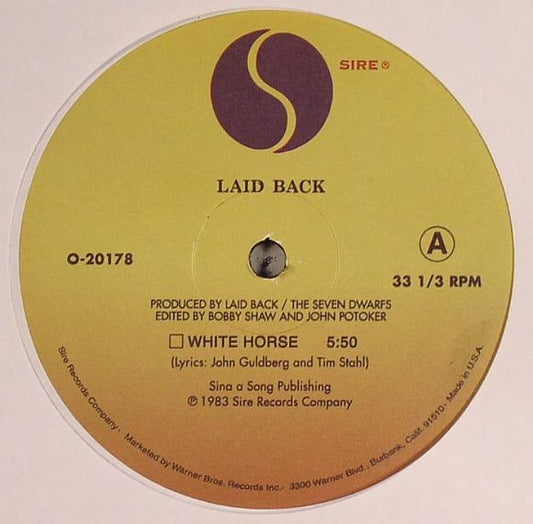 SIRE®
LAID BACK
O-20178
A
33 1/3 RPM
PRODUCED BY LAID BACK / THE SEVEN DWARFS
EDITED BY BOBBY SHAW AND JOHN POTOKER
WHITE HORSE 5:50
(Lyrics: John Guldberg and Tim Stahl)
Sina a Song Publishing
℗ 1983 Sire Records Company
Sire Records Company · Marketed by Warner Bros. Records Inc. · 3300 Warner Blvd., Burbank, Calif. 91510 · Made in U.S.A.